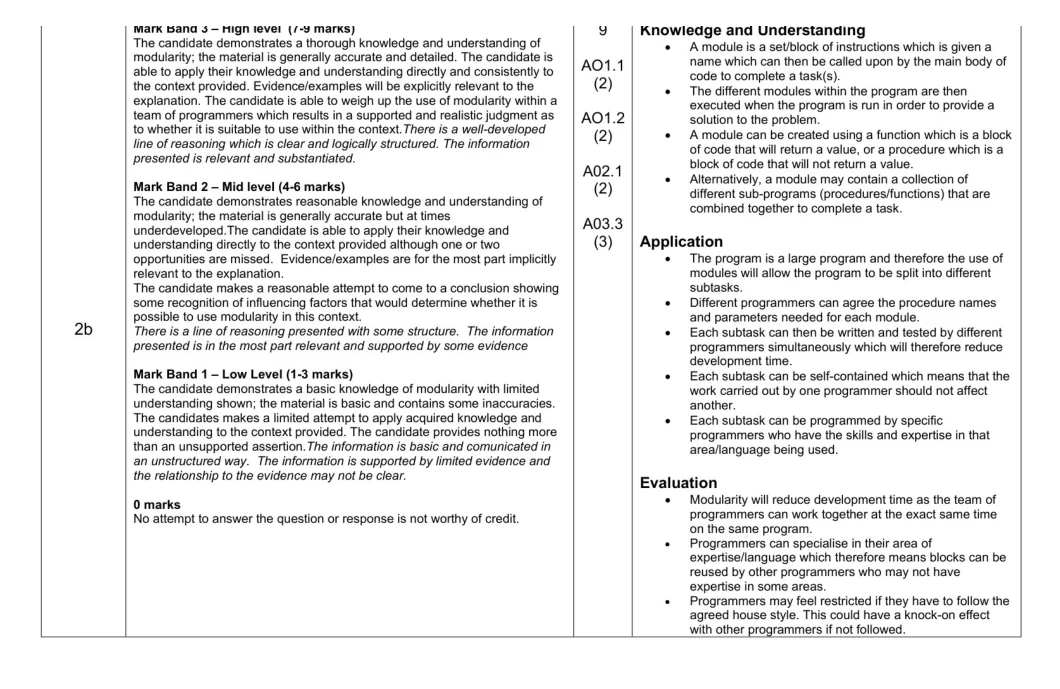 2b
Mark Band 3 – High level (7-9 marks)
The candidate demonstrates a thorough knowledge and understanding of
modularity; the material is generally accurate and detailed. The candidate is
able to apply their knowledge and understanding directly and consistently to
the context provided. Evidence/examples will be explicitly relevant to the
explanation. The candidate is able to weigh up the use of modularity within a
team of programmers which results in a supported and realistic judgment as
to whether it is suitable to use within the context.There is a well-developed
line of reasoning which is clear and logically structured. The information
presented is relevant and substantiated.
Mark Band 2 – Mid level (4-6 marks)
The candidate demonstrates reasonable knowledge and understanding of
modularity; the material is generally accurate but at times
underdeveloped.The candidate is able to apply their knowledge and
understanding directly to the context provided although one or two
opportunities are missed. Evidence/examples are for the most part implicitly
relevant to the explanation.
The candidate makes a reasonable attempt to come to a conclusion showing
some recognition of influencing factors that would determine whether it is
possible to use modularity in this context.
There is a line of reasoning presented with some structure. The information
presented is in the most part relevant and supported by some evidence
Mark Band 1 – Low Level (1-3 marks)
The candidate demonstrates a basic knowledge of modularity with limited
understanding shown; the material is basic and contains some inaccuracies.
The candidates makes a limited attempt to apply acquired knowledge and
understanding to the context provided. The candidate provides nothing more
than an unsupported assertion.The information is basic and comunicated in
an unstructured way. The information is supported by limited evidence and
the relationship to the evidence may not be clear.
0 marks
No attempt to answer the question or response is not worthy of credit.
9
AO1.1
(2)
AO1.2
(2)
A02.1
(2)
A03.3
(3)
Knowledge and Understanding
• A module is a set/block of instructions which is given a
name which can then be called upon by the main body of
code to complete a task(s).
• The different modules within the program are then
executed when the program is run in order to provide a
solution to the problem.
• A module can be created using a function which is a block
of code that will return a value, or a procedure which is a
block of code that will not return a value.
• Alternatively, a module may contain a collection of
different sub-programs (procedures/functions) that are
combined together to complete a task.
Application
• The program is a large program and therefore the use of
modules will allow the program to be split into different
subtasks.
• Different programmers can agree the procedure names
and parameters needed for each module.
• Each subtask can then be written and tested by different
programmers simultaneously which will therefore reduce
development time.
• Each subtask can be self-contained which means that the
work carried out by one programmer should not affect
another.
• Each subtask can be programmed by specific
programmers who have the skills and expertise in that
area/language being used.
Evaluation
• Modularity will reduce development time as the team of
programmers can work together at the exact same time
on the same program.
• Programmers can specialise in their area of
expertise/language which therefore means blocks can be
reused by other programmers who may not have
expertise in some areas.
• Programmers may feel restricted if they have to follow the
agreed house style. This could have a knock-on effect
with other programmers if not followed.